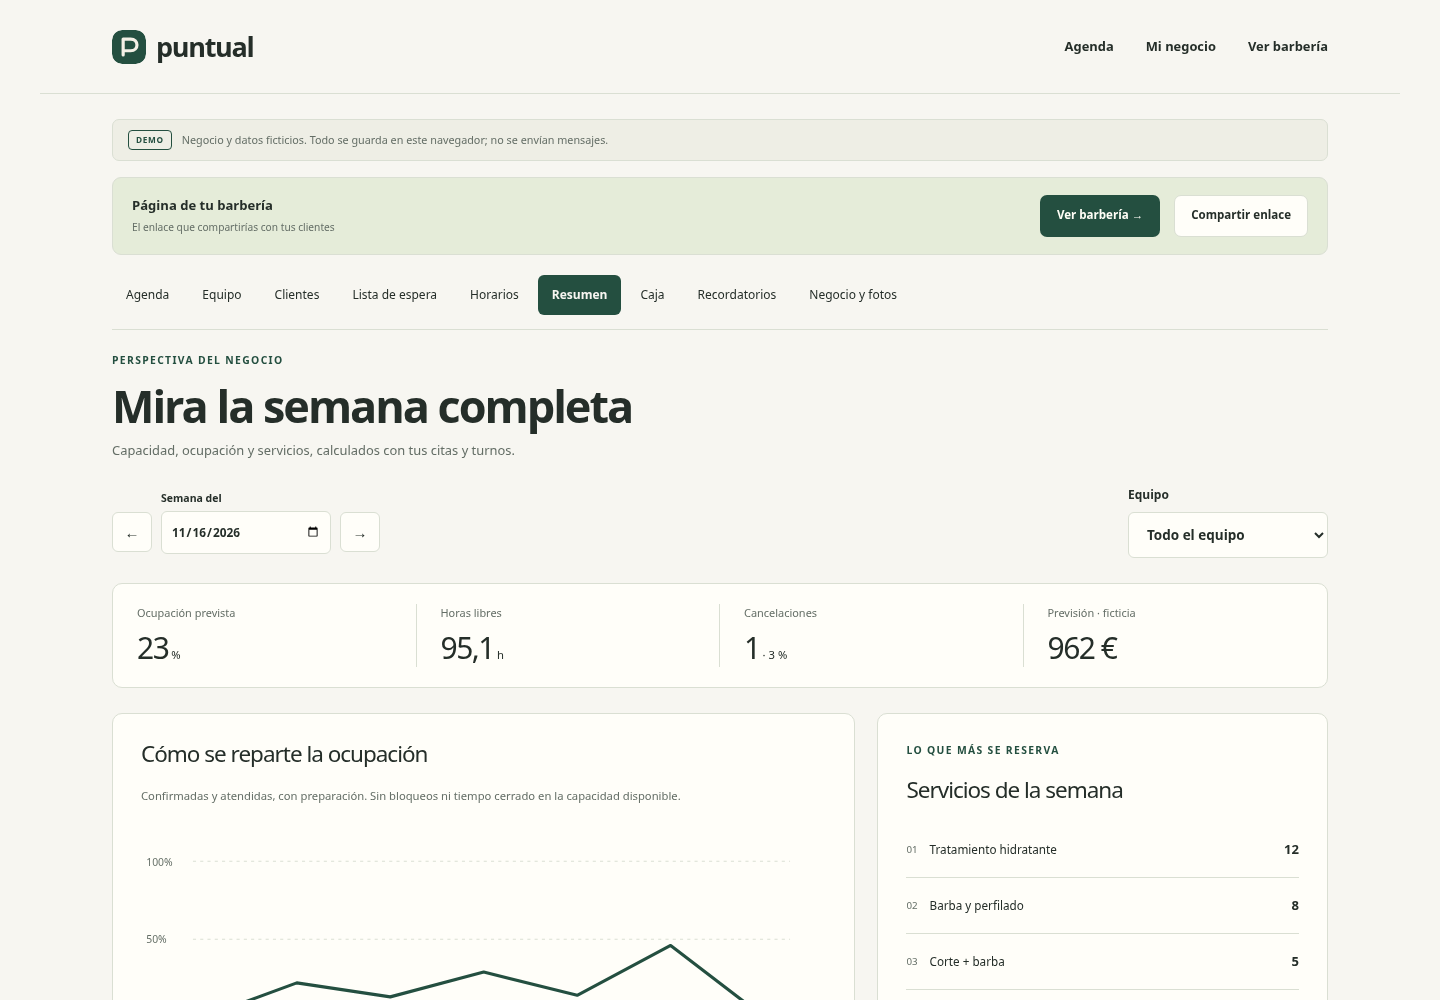 puntual
Agenda Mi negocio Ver barbería
DEMO Negocio y datos ficticios. Todo se guarda en este navegador; no se envían mensajes.
Página de tu barbería
El enlace que compartirías con tus clientes
Ver barbería → Compartir enlace
Agenda Equipo Clientes Lista de espera Horarios Resumen Caja Recordatorios Negocio y fotos
PERSPECTIVA DEL NEGOCIO
Mira la semana completa
Capacidad, ocupación y servicios, calculados con tus citas y turnos.
Semana del
← 11/16/2026 →
Equipo
Todo el equipo
Ocupación prevista
23 %
Horas libres
95,1 h
Cancelaciones
1 · 3 %
Previsión · ficticia
962 €
Cómo se reparte la ocupación
Confirmadas y atendidas, con preparación. Sin bloqueos ni tiempo cerrado en la capacidad disponible.
100%
50%
LO QUE MÁS SE RESERVA
Servicios de la semana
01 Tratamiento hidratante 12
02 Barba y perfilado 8
03 Corte + barba 5